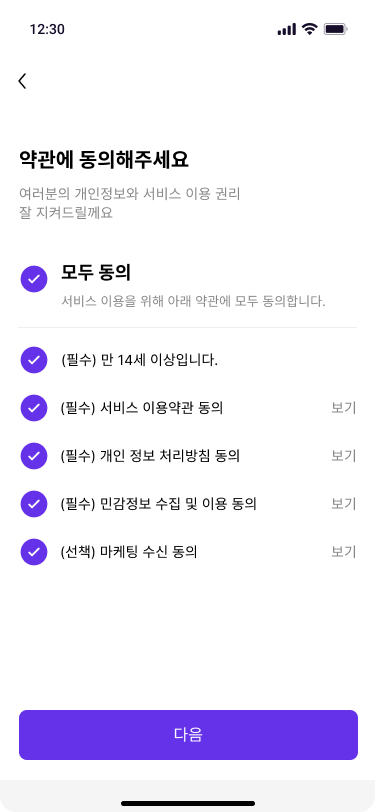 12:30
약관에 동의해주세요
여러분의 개인정보와 서비스 이용 권리
잘 지켜드릴께요
모두 동의
서비스 이용을 위해 아래 약관에 모두 동의합니다.
(필수) 만 14세 이상입니다.
(필수) 서비스 이용약관 동의 보기
(필수) 개인 정보 처리방침 동의 보기
(필수) 민감정보 수집 및 이용 동의 보기
(선책) 마케팅 수신 동의 보기
다음